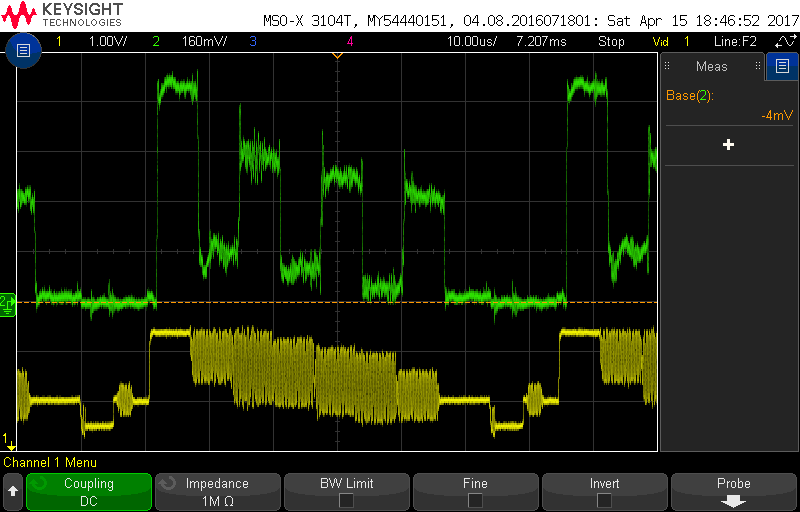 KEYSIGHT
TECHNOLOGIES
MSO-X 3104T, MY54440151, 04.08.2016071801: Sat Apr 15 18:46:52 2017
1 1.00V/ 2 160mV/ 3 4 10.00us/ 7.207ms Stop Vid 1 Line:F2
Meas
Base(2):
-4mV
2
1
Channel 1 Menu
Coupling
DC
Impedance
1M Ω
BW Limit
Fine
Invert
Probe